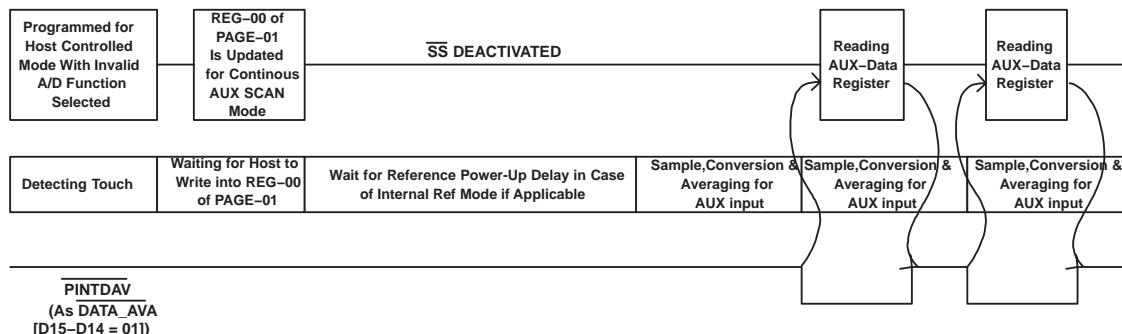 Programmed for
Host Controlled
Mode With Invalid
A/D Function
Selected
REG–00 of
PAGE–01
Is Updated
for Continous
AUX SCAN
Mode
SS DEACTIVATED
Reading
AUX–Data
Register
Reading
AUX–Data
Register
Detecting Touch
Waiting for Host to
Write into REG–00
of PAGE–01
Wait for Reference Power-Up Delay in Case
of Internal Ref Mode if Applicable
Sample,Conversion &
Averaging for
AUX input
Sample,Conversion &
Averaging for
AUX input
Sample,Conversion &
Averaging for
AUX input
PINTDAV
(As DATA_AVA
[D15–D14 = 01])